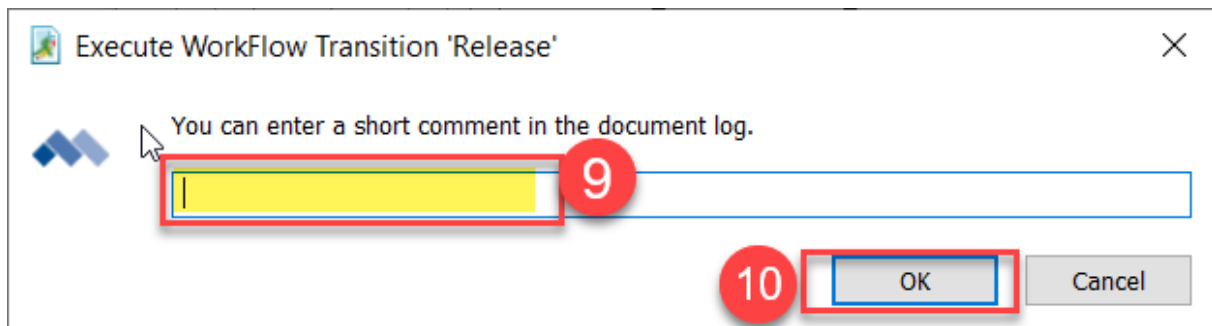 Execute WorkFlow Transition 'Release'
You can enter a short comment in the document log.
9
10
OK
Cancel